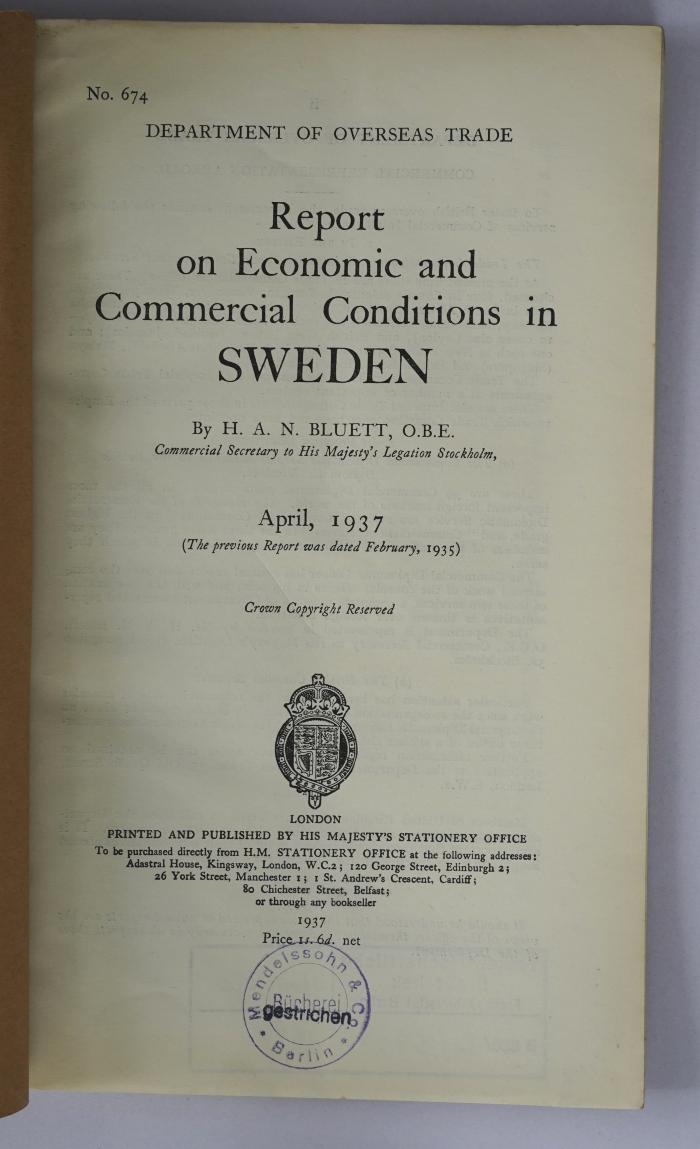 No. 674
DEPARTMENT OF OVERSEAS TRADE
Report
on Economic and
Commercial Conditions in
SWEDEN
By H. A. N. BLUETT, O.B.E.
Commercial Secretary to His Majesty's Legation Stockholm,
April, 1937
(The previous Report was dated February, 1935)
Crown Copyright Reserved
LONDON
PRINTED AND PUBLISHED BY HIS MAJESTY'S STATIONERY OFFICE
To be purchased directly from H.M. STATIONERY OFFICE at the following addresses:
Adastral House, Kingsway, London, W.C.2; 120 George Street, Edinburgh 2;
26 York Street, Manchester 1; 1 St. Andrew's Crescent, Cardiff;
80 Chichester Street, Belfast;
or through any bookseller
1937
Price 1s. 6d. net
Mendelssohn & Co.
Bücherei
gestrichen
* Berlin *